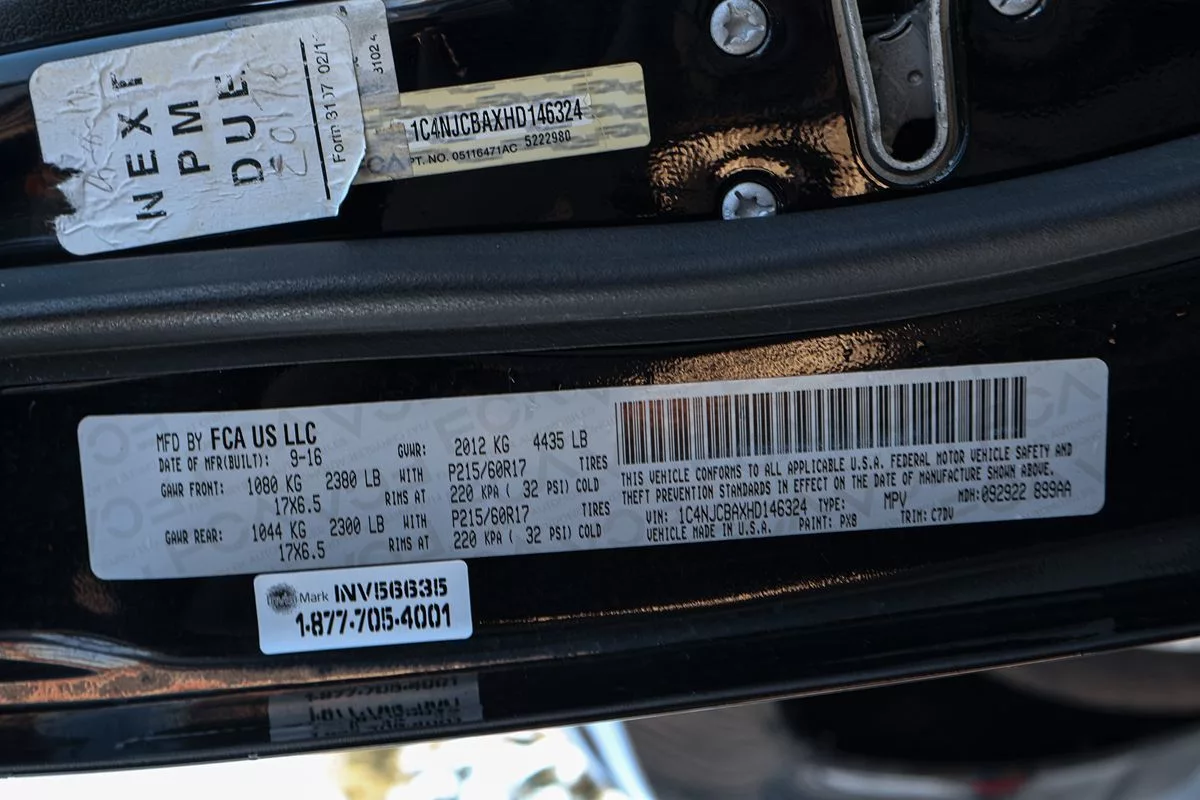 NEXT
PM
DUE
Form 3107 02/1
31024
1C4NJCBAXHD146324
PT. NO. 05116471AC 5222980
MFD BY FCA US LLC
DATE OF MFR(BUILT): 9-16 GVWR: 2012 KG 4435 LB
GAWR FRONT: 1080 KG 2380 LB WITH P215/60R17 TIRES
17X6.5 RIMS AT 220 KPA ( 32 PSI) COLD
GAWR REAR: 1044 KG 2300 LB WITH P215/60R17 TIRES
17X6.5 RIMS AT 220 KPA ( 32 PSI) COLD
THIS VEHICLE CONFORMS TO ALL APPLICABLE U.S.A. FEDERAL MOTOR VEHICLE SAFETY AND
THEFT PREVENTION STANDARDS IN EFFECT ON THE DATE OF MANUFACTURE SHOWN ABOVE.
VIN: 1C4NJCBAXHD146324 TYPE: MPV MDH:092922 899AA
VEHICLE MADE IN U.S.A. PAINT: PX8 TRIM: C7DV
Mark INV56635
1-877-705-4001